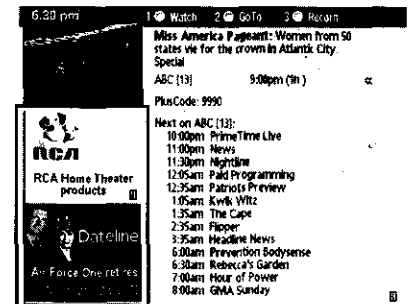 6:30 pm
1 Watch 2 GoTo 3 Record
Miss America Pageant: Women from 50
states vie for the crown in Atlantic City.
Special
ABC [13] 9:00pm (1h) cc
PlusCode: 9990
Next on ABC [13]:
10:00pm PrimeTime Live
11:00pm News
11:30pm Nightline
12:05am Paid Programming
12:35am Patriots Preview
1:05am Kwik Witz
1:35am The Cape
2:35am Flipper
3:35am Headline News
6:00am Prevention Bodysense
6:30am Rebecca's Garden
7:00am Hour of Power
8:00am GMA Sunday
RCA
RCA Home Theater
products
Dateline
Air Force One retires